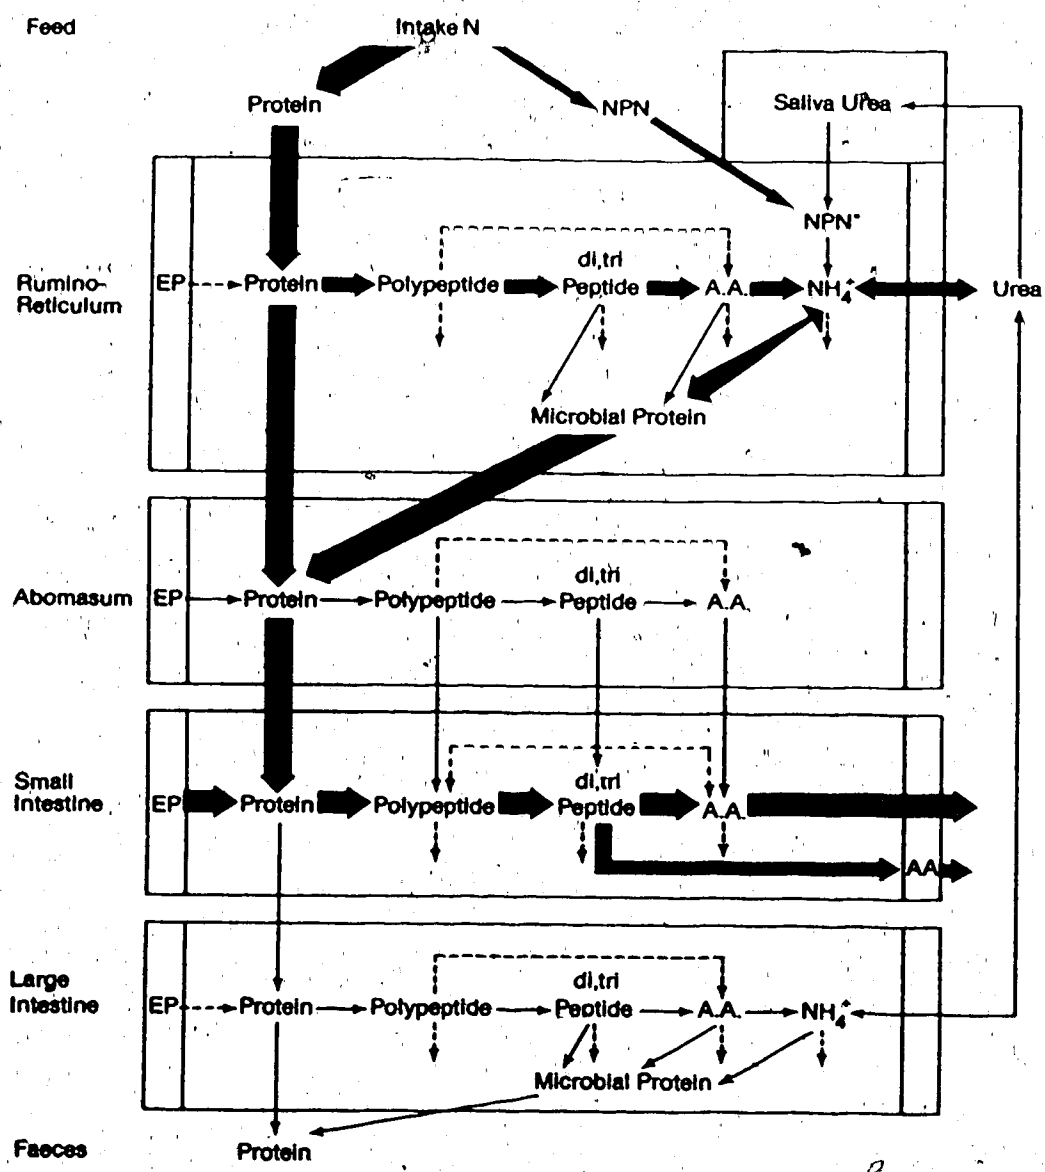 Feed
Intake N
Protein
NPN
Saliva Urea
NPN
Rumino-
Reticulum
EP
Protein
Polypeptide
di,tri
Peptide
A.A.
NH4+
Urea
Microbial Protein
Abomasum
EP
Protein
Polypeptide
di,tri
Peptide
A.A.
Small
Intestine
EP
Protein
Polypeptide
di,tri
Peptide
A.A.
AA
Large
Intestine
EP
Protein
Polypeptide
di,tri
Peptide
A.A.
NH4+
Microbial Protein
Faeces
Protein